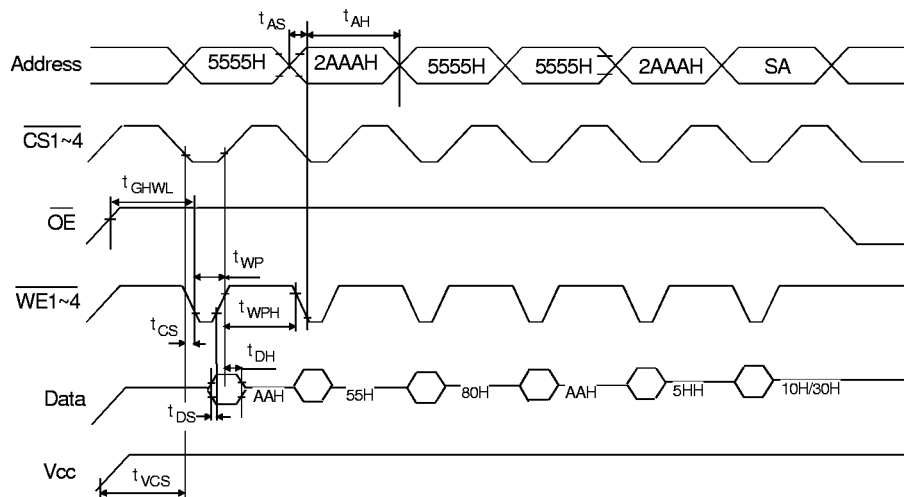 tAS tAH
Address 5555H 2AAAH 5555H 5555H 2AAAH SA
CS1~4
tGHWL
OE
tWP
WE1~4
tWPH
tCS
tDH
Data AAH 55H 80H AAH 5HH 10H/30H
tDS
Vcc
tVCS